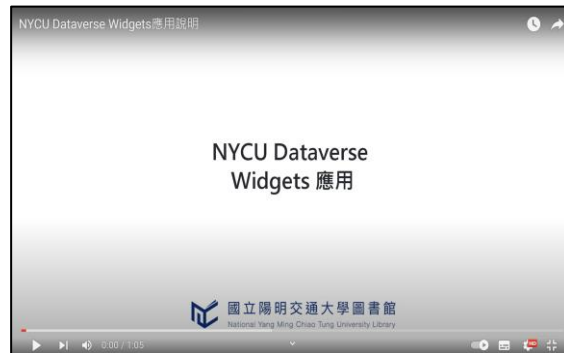 NYCU Dataverse Widgets應用說明
NYCU Dataverse
Widgets 應用
國立陽明交通大學圖書館
National Yang Ming Chiao Tung University Library
0:00 / 1:05